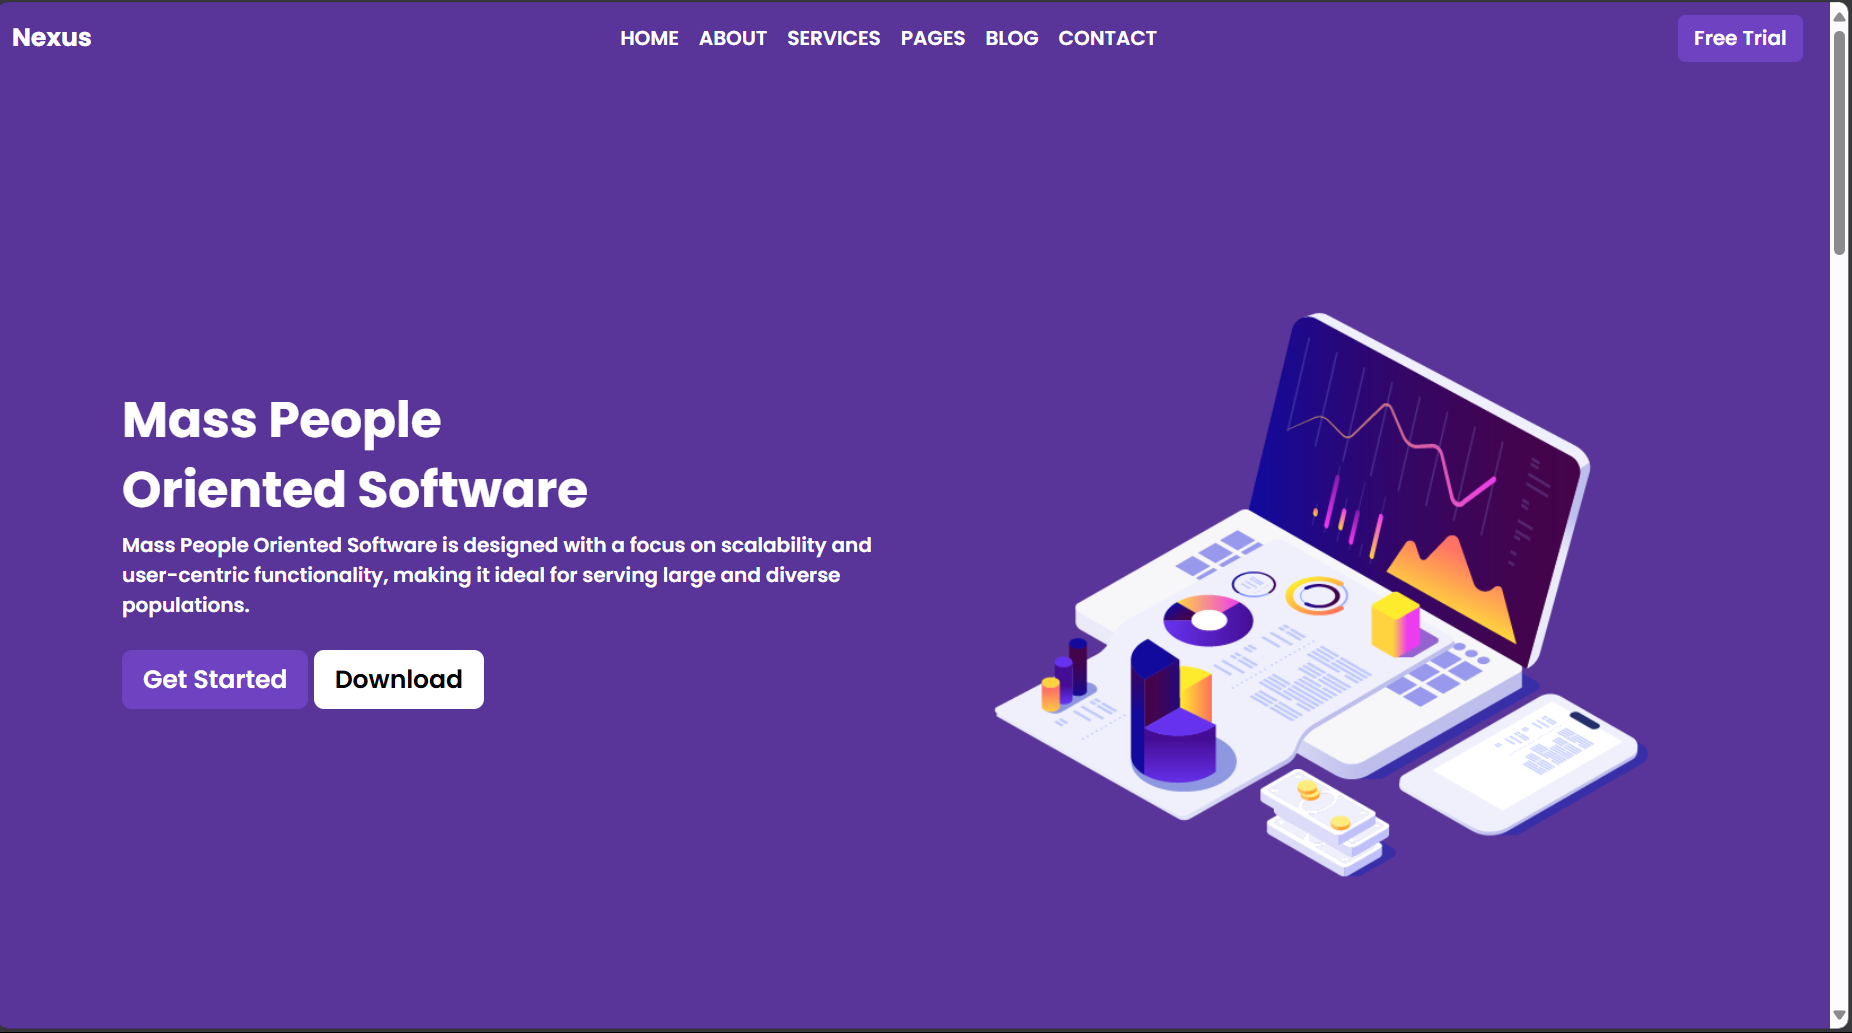 Nexus
HOME ABOUT SERVICES PAGES BLOG CONTACT
Free Trial
Mass People
Oriented Software
Mass People Oriented Software is designed with a focus on scalability and
user-centric functionality, making it ideal for serving large and diverse
populations.
Get Started
Download